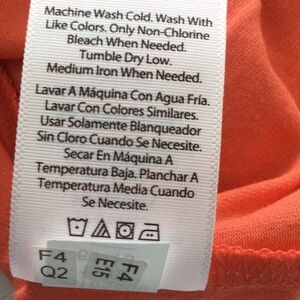 Machine Wash Cold. Wash With
Like Colors. Only Non-Chlorine
Bleach When Needed.
Tumble Dry Low.
Medium Iron When Needed.
Lavar A Máquina Con Agua Fría.
Lavar Con Colores Similares.
Usar Solamente Blanqueador
Sin Cloro Cuando Se Necesite.
Secar En Máquina A
Temperatura Baja. Planchar A
Temperatura Media Cuando
Se Necesite.
F4
Q2
F4
E15